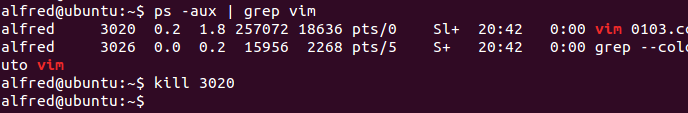 alfred@ubuntu:~$ ps -aux | grep vim
alfred 3020 0.2 1.8 257072 18636 pts/0 Sl+ 20:42 0:00 vim 0103.co
alfred 3026 0.0 0.2 15956 2268 pts/5 S+ 20:42 0:00 grep --colo
uto vim
alfred@ubuntu:~$ kill 3020
alfred@ubuntu:~$